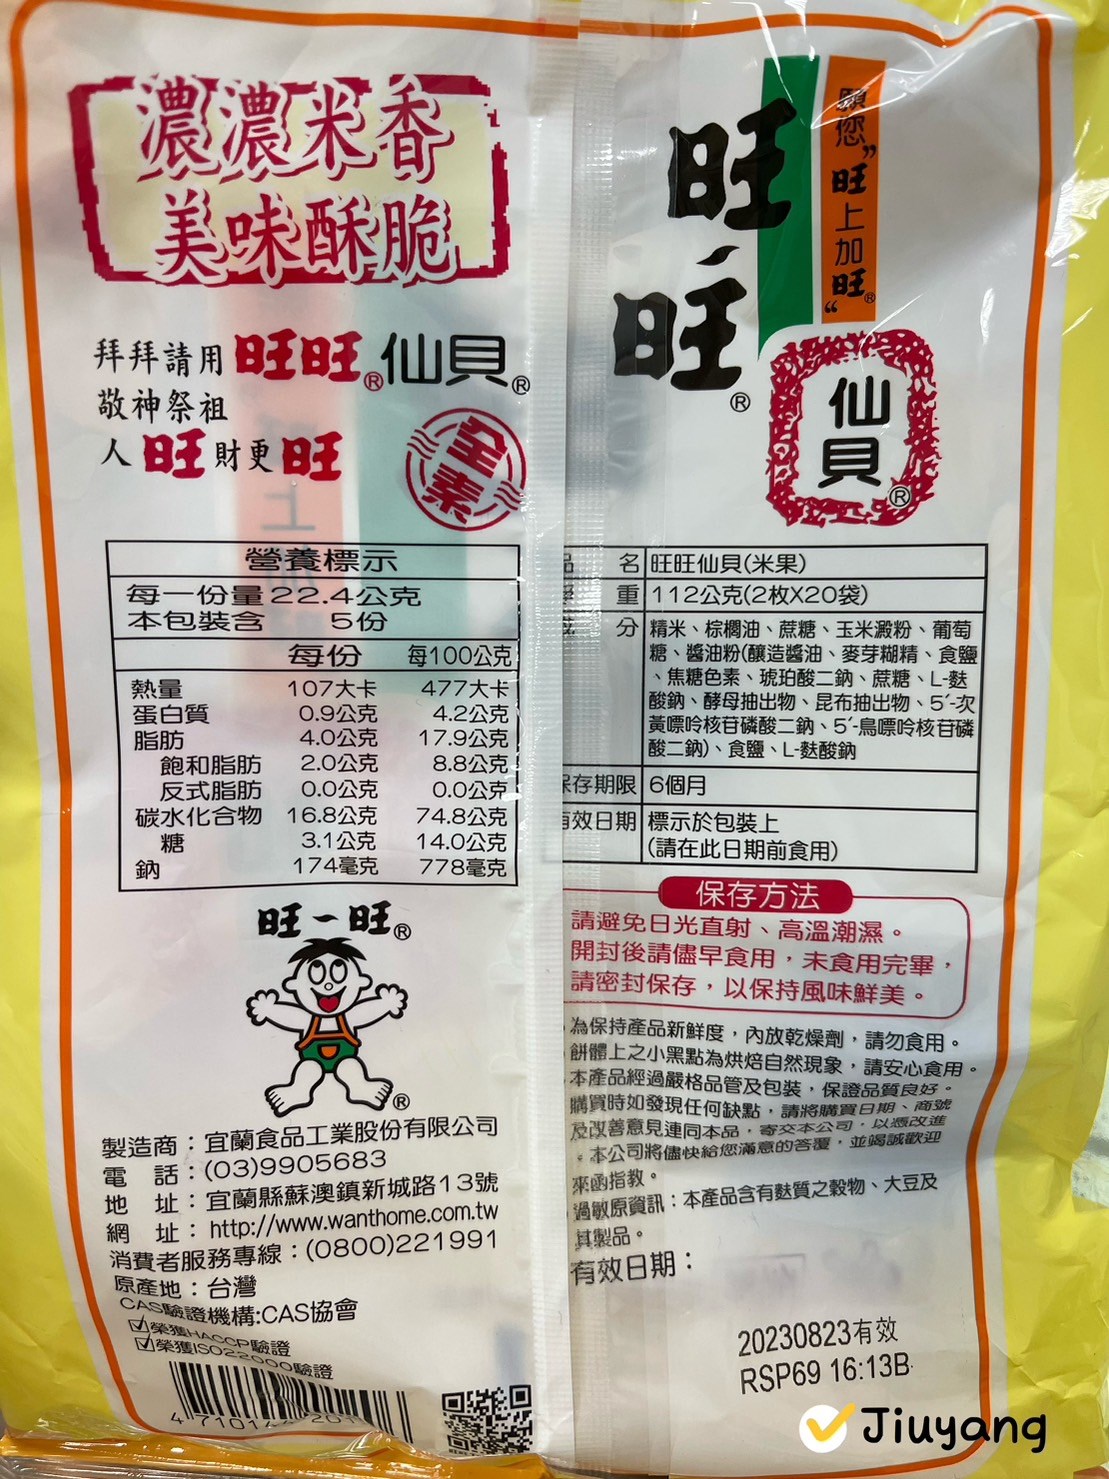 濃濃米香
美味酥脆
拜拜請用旺旺®仙貝®
敬神祭祖
人旺財更旺
全素
營養標示
每一份量22.4公克
本包裝含 5份
每份 每100公克
熱量 107大卡 477大卡
蛋白質 0.9公克 4.2公克
脂肪 4.0公克 17.9公克
飽和脂肪 2.0公克 8.8公克
反式脂肪 0.0公克 0.0公克
碳水化合物 16.8公克 74.8公克
糖 3.1公克 14.0公克
鈉 174毫克 778毫克
旺一旺®
®
製造商：宜蘭食品工業股份有限公司
電 話：(03)9905683
地 址：宜蘭縣蘇澳鎮新城路13號
網 址：http://www.wanthome.com.tw
消費者服務專線：(0800)221991
原產地：台灣
CAS驗證機構:CAS協會
榮獲HACCP驗證
榮獲ISO22000驗證
4 71014
願您"旺上加旺"®
旺旺®
仙貝®
品 名 旺旺仙貝(米果)
重 112公克(2枚X20袋)
分 精米、棕櫚油、蔗糖、玉米澱粉、葡萄
糖、醬油粉(釀造醬油、麥芽糊精、食鹽
、焦糖色素、琥珀酸二鈉、蔗糖、L-麩
酸鈉、酵母抽出物、昆布抽出物、5´-次
黃嘌呤核苷磷酸二鈉、5´-鳥嘌呤核苷磷
酸二鈉)、食鹽、L-麩酸鈉
保存期限 6個月
有效日期 標示於包裝上
(請在此日期前食用)
保存方法
請避免日光直射、高溫潮濕。
開封後請儘早食用，未食用完畢，
請密封保存，以保持風味鮮美。
為保持產品新鮮度，內放乾燥劑，請勿食用。
餅體上之小黑點為烘焙自然現象，請安心食用。
本產品經過嚴格品管及包裝，保證品質良好。
購買時如發現任何缺點，請將購買日期、商號
及改善意見連同本品，寄交本公司，以憑改進
。本公司將儘快給您滿意的答覆，並竭誠歡迎
來函指教。
過敏原資訊：本產品含有麩質之穀物、大豆及
其製品。
有效日期：
20230823有效
RSP69 16:13B
Jiuyang